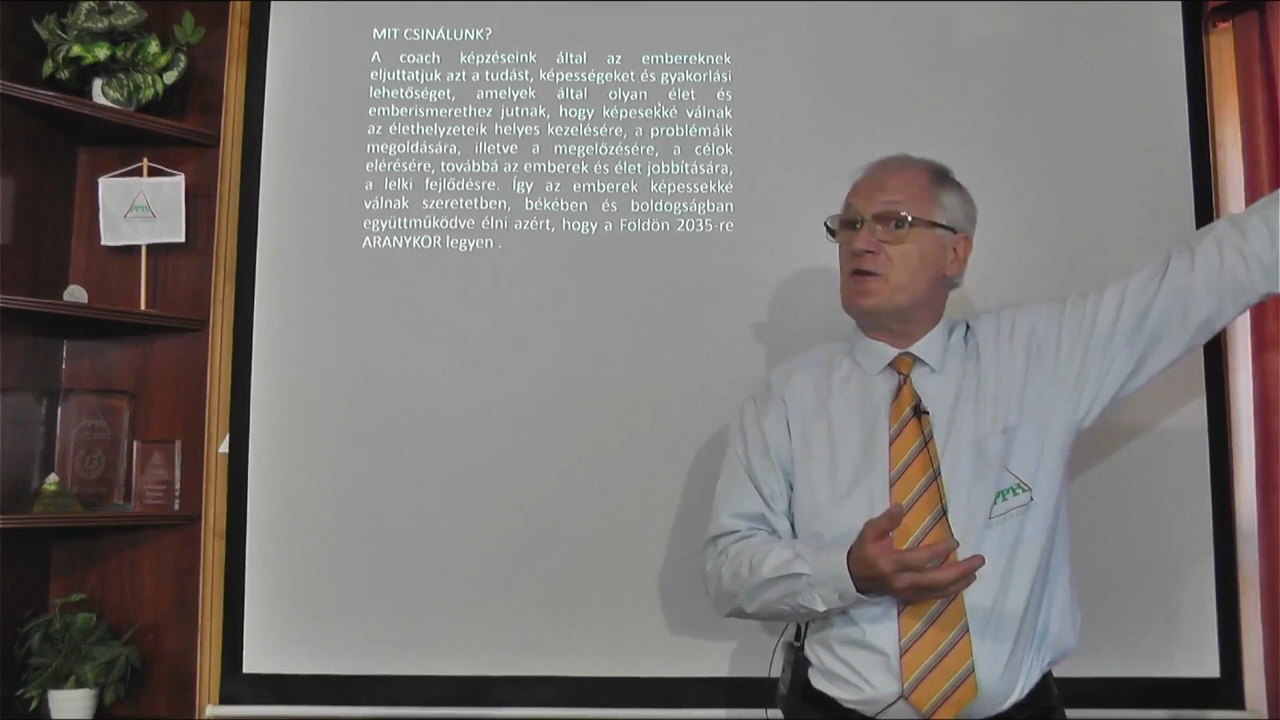 MIT CSINÁLUNK?
A coach képzéseink által az embereknek
eljuttatjuk azt a tudást, képességeket és gyakorlási
lehetőséget, amelyek által olyan élet és
emberismerethez jutnak, hogy képesekké válnak
az élethelyzeteik helyes kezelésére, a problémáik
megoldására, illetve a megelőzésére, a célok
elérésére, továbbá az emberek és élet jobbítására,
a lelki fejlődésre. Így az emberek képessekké
válnak szeretetben, békében és boldogságban
együttműködve élni azért, hogy a Földön 2035-re
ARANYKOR legyen .
13